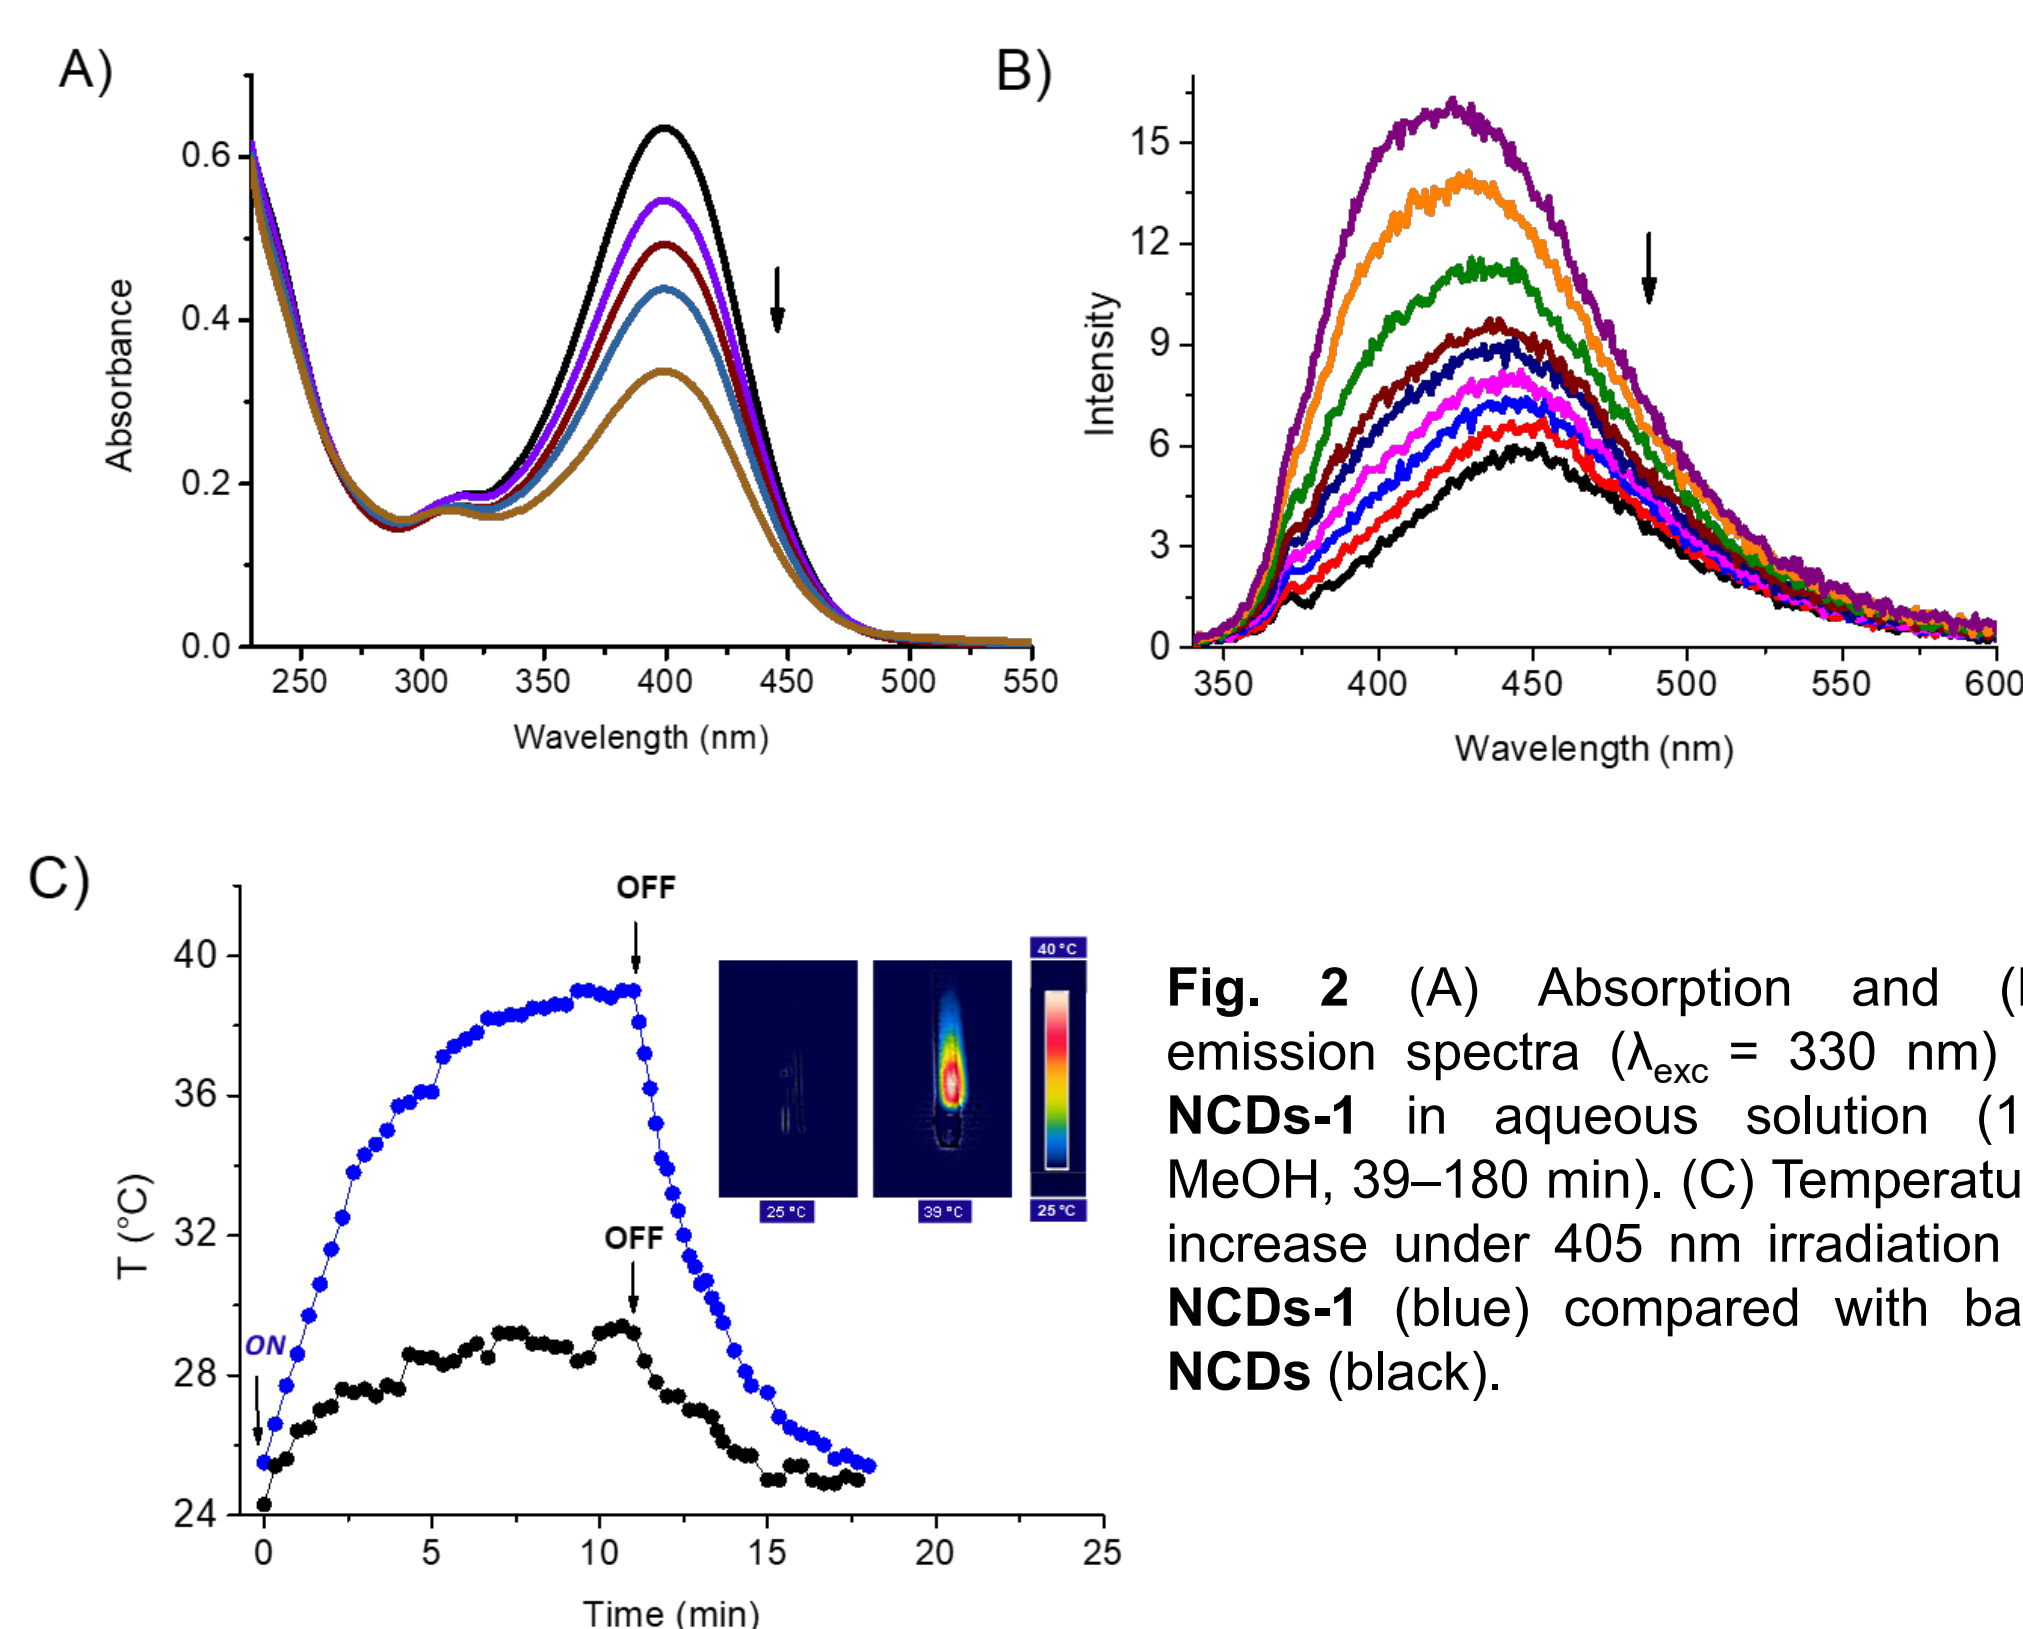 A)
0.6
0.4
0.2
0.0
Absorbance
250 300 350 400 450 500 550
Wavelength (nm)
B)
15
12
9
6
3
0
Intensity
350 400 450 500 550 600
Wavelength (nm)
C)
OFF
40
36
32
28
24
T (°C)
ON
OFF
40 °C
25 °C
39 °C
25 °C
0 5 10 15 20 25
Time (min)
Fig. 2 (A) Absorption and
emission spectra (λexc = 330 nm)
NCDs-1 in aqueous solution
MeOH, 39–180 min). (C)
increase under 405 nm irradiation
NCDs-1 (blue) compared with
NCDs (black).